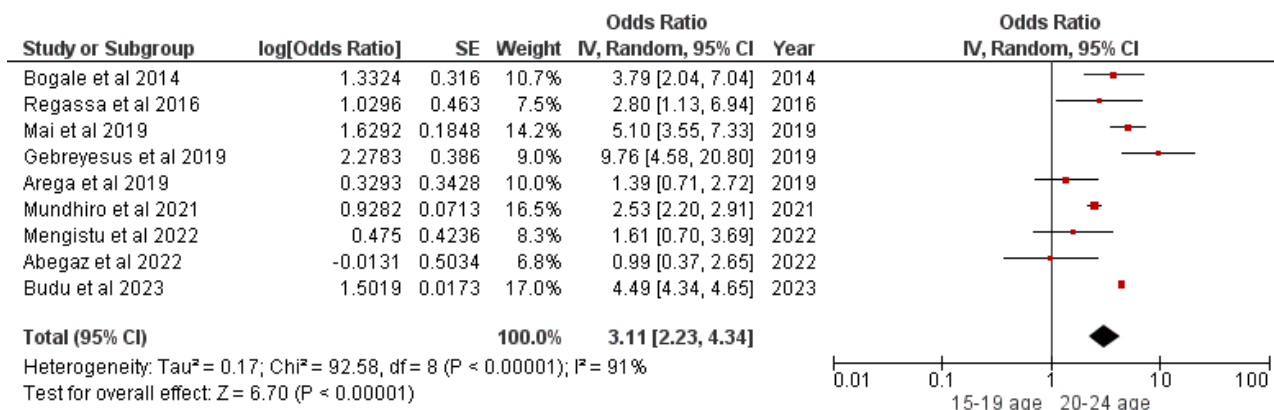 Odds Ratio Odds Ratio
Study or Subgroup log[Odds Ratio] SE Weight IV, Random, 95% CI Year IV, Random, 95% CI
Bogale et al 2014 1.3324 0.316 10.7% 3.79 [2.04, 7.04] 2014
Regassa et al 2016 1.0296 0.463 7.5% 2.80 [1.13, 6.94] 2016
Mai et al 2019 1.6292 0.1848 14.2% 5.10 [3.55, 7.33] 2019
Gebreyesus et al 2019 2.2783 0.386 9.0% 9.76 [4.58, 20.80] 2019
Arega et al 2019 0.3293 0.3428 10.0% 1.39 [0.71, 2.72] 2019
Mundhiro et al 2021 0.9282 0.0713 16.5% 2.53 [2.20, 2.91] 2021
Mengistu et al 2022 0.475 0.4236 8.3% 1.61 [0.70, 3.69] 2022
Abegaz et al 2022 -0.0131 0.5034 6.8% 0.99 [0.37, 2.65] 2022
Budu et al 2023 1.5019 0.0173 17.0% 4.49 [4.34, 4.65] 2023
Total (95% CI) 100.0% 3.11 [2.23, 4.34]
Heterogeneity: Tau² = 0.17; Chi² = 92.58, df = 8 (P < 0.00001); I² = 91%
Test for overall effect: Z = 6.70 (P < 0.00001)
0.01 0.1 1 10 100
15-19 age 20-24 age